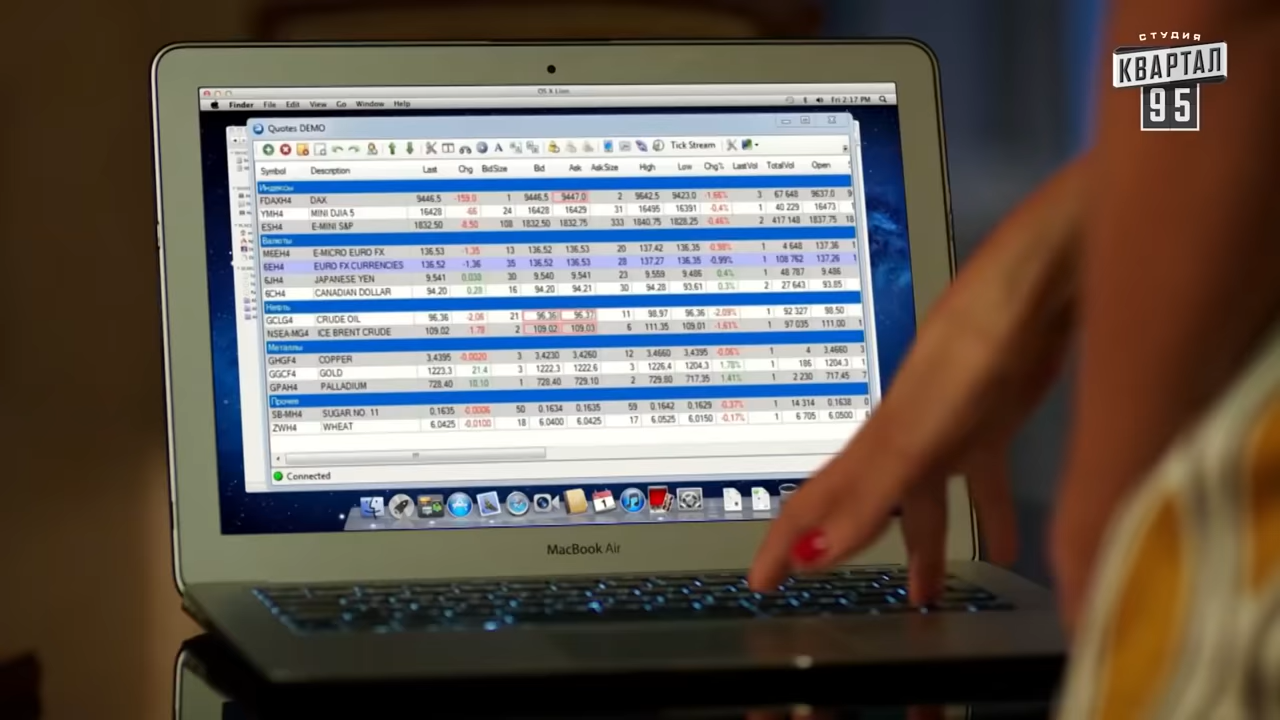 СТУДИЯ
КВАРТАЛ
95
OS X Lion
Finder File Edit View Go Window Help Fri 2:17 PM
Quotes DEMO
Tick Stream
Symbol Description Last Chg BidSize Bid Ask AskSize High Low Chg% LastVol TotalVol Open
Индексы
FDAXH4 DAX 9446.5 -159.0 1 9446.5 9447.0 2 9642.5 9423.0 -1,66% 3 67 648 9637.0 9
YMH4 MINI DJIA 5 16428 -66 24 16428 16429 31 16495 16391 -0,4% 1 40 229 16473 1
ESH4 E-MINI S&P 1832.50 -8.50 108 1832.50 1832.75 333 1840.75 1828.25 -0,46% 2 417 148 1837.75 18
Валюты
M6EH4 E-MICRO EURO FX 136,53 -1,35 13 136,52 136,53 20 137.42 136,35 -0,98% 1 4 648 137,36 1
6EH4 EURO FX CURRENCIES 136,52 -1,36 35 136,52 136,53 28 137,27 136,35 -0,99% 1 108 762 137,26 1
6JH4 JAPANESE YEN 9,541 0,038 30 9,540 9,541 23 9,559 9,486 0,4% 1 48 787 9.486
6CH4 CANADIAN DOLLAR 94.20 0.28 16 94.20 94.21 30 94.28 93.61 0.3% 2 27 643 93.85
Нефть
GCLG4 CRUDE OIL 96,36 -2,06 21 96,36 96,37 11 98,97 96,36 -2,09% 1 92 327 98,50
NSEA-MG4 ICE BRENT CRUDE 109.02 1.78 2 109.02 109.03 6 111.35 109.01 -1,61% 1 97 035 111.00
Металлы
GHGF4 COPPER 3,4395 -0,0020 3 3,4230 3,4260 12 3,4660 3,4395 -0,06% 1 4 3,4660 3
GGCF4 GOLD 1223.3 21.4 3 1222.3 1222.6 3 1226.4 1204.3 1.78% 1 186 1204.3 1
GPAH4 PALLADIUM 728,40 10,10 1 728,40 729.10 2 729.80 717,35 1.41% 1 2 230 717.45 7
Прочие
SB-MH4 SUGAR NO. 11 0,1635 -0,0006 50 0,1634 0,1635 59 0,1642 0,1629 -0,37% 1 14 314 0,1638 0
ZWH4 WHEAT 6,0425 -0,0100 18 6,0400 6,0425 17 6,0525 6,0150 -0,17% 1 6 705 6,0500
Connected
1
MacBook Air